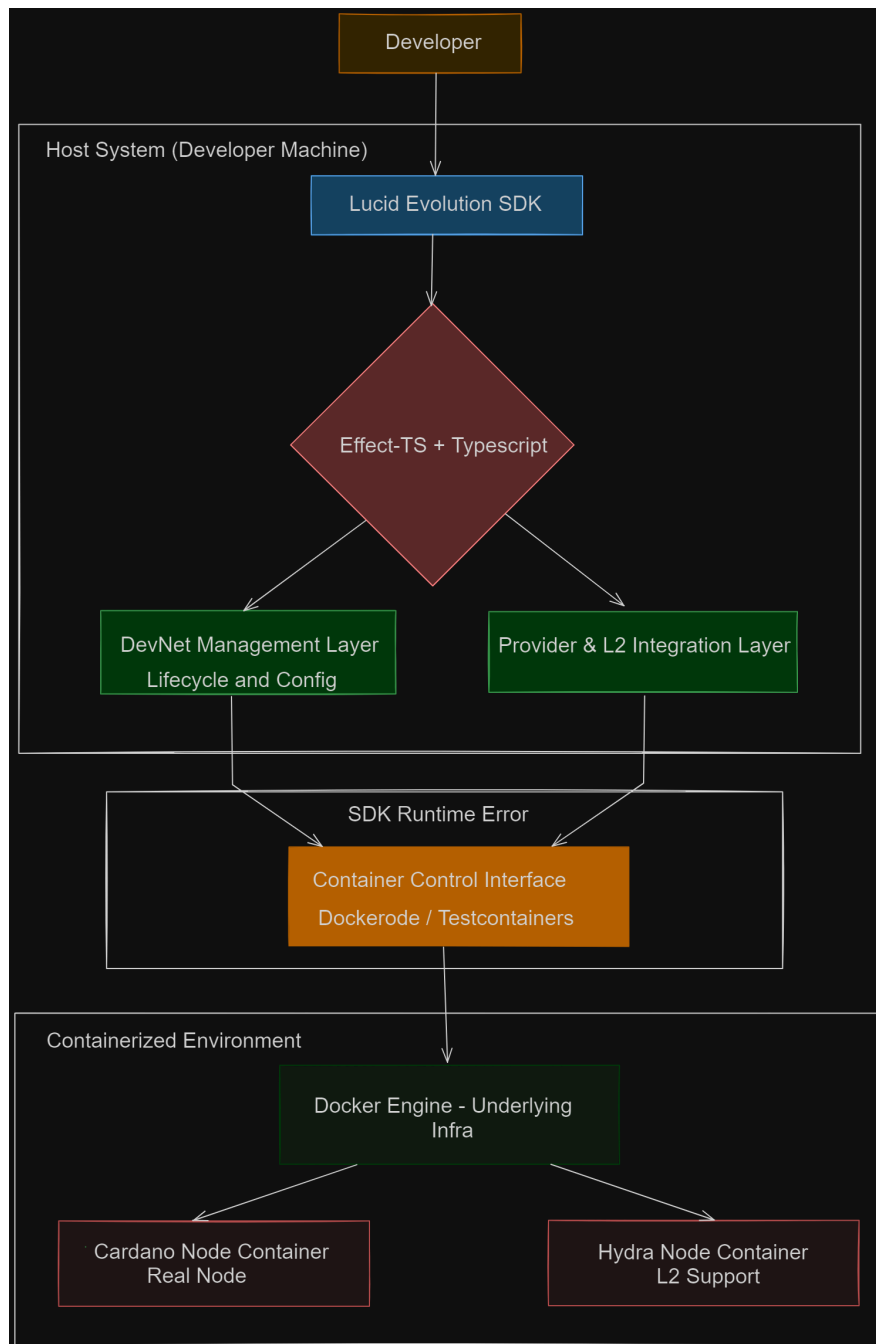 Developer
Host System (Developer Machine)
Lucid Evolution SDK
Effect-TS + Typescript
DevNet Management Layer
Lifecycle and Config
Provider & L2 Integration Layer
SDK Runtime Error
Container Control Interface
Dockerode / Testcontainers
Containerized Environment
Docker Engine - Underlying
Infra
Cardano Node Container
Real Node
Hydra Node Container
L2 Support